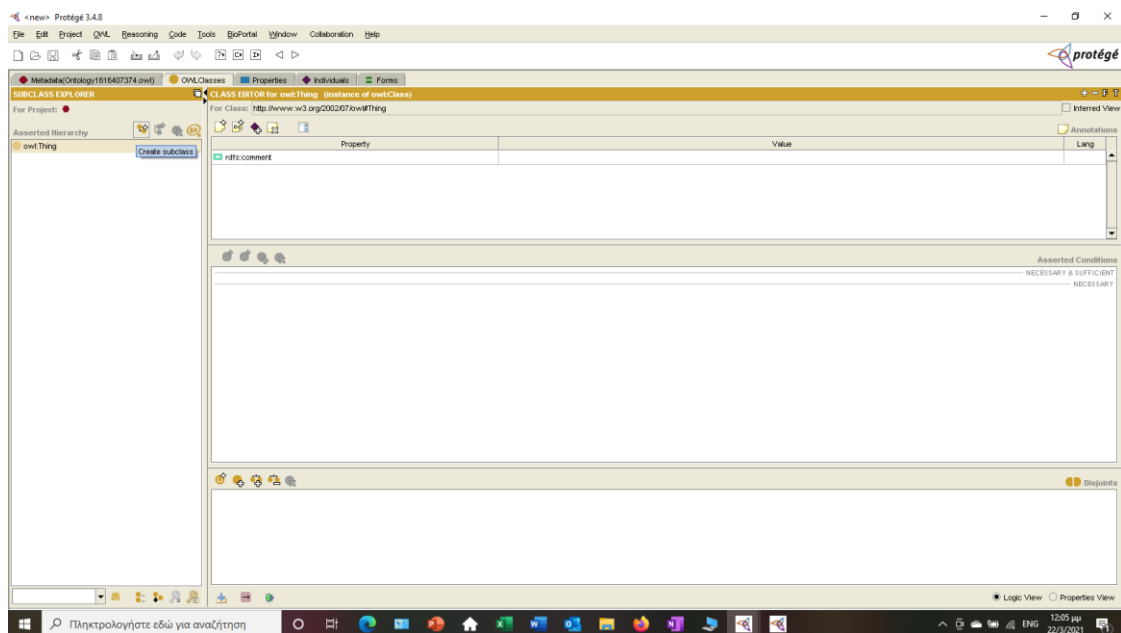 <new> Protégé 3.4.8
File Edit Project OWL Reasoning Code Tools BioPortal Window Collaboration Help
protégé
Metadata(Ontology1616407374.owl) OWLClasses Properties Individuals Forms
SUBCLASS EXPLORER
CLASS EDITOR for owl:Thing (instance of owl:Class)
For Project:
For Class: http://www.w3.org/2002/07/owl#Thing
Inferred View
Asserted Hierarchy
Annotations
owl:Thing
Create subclass
Property Value Lang
rdfs:comment
Asserted Conditions
NECESSARY & SUFFICIENT
NECESSARY
Disjoints
Logic View Properties View
Πληκτρολογήστε εδώ για αναζήτηση
ENG
12:05 μμ
22/3/2021